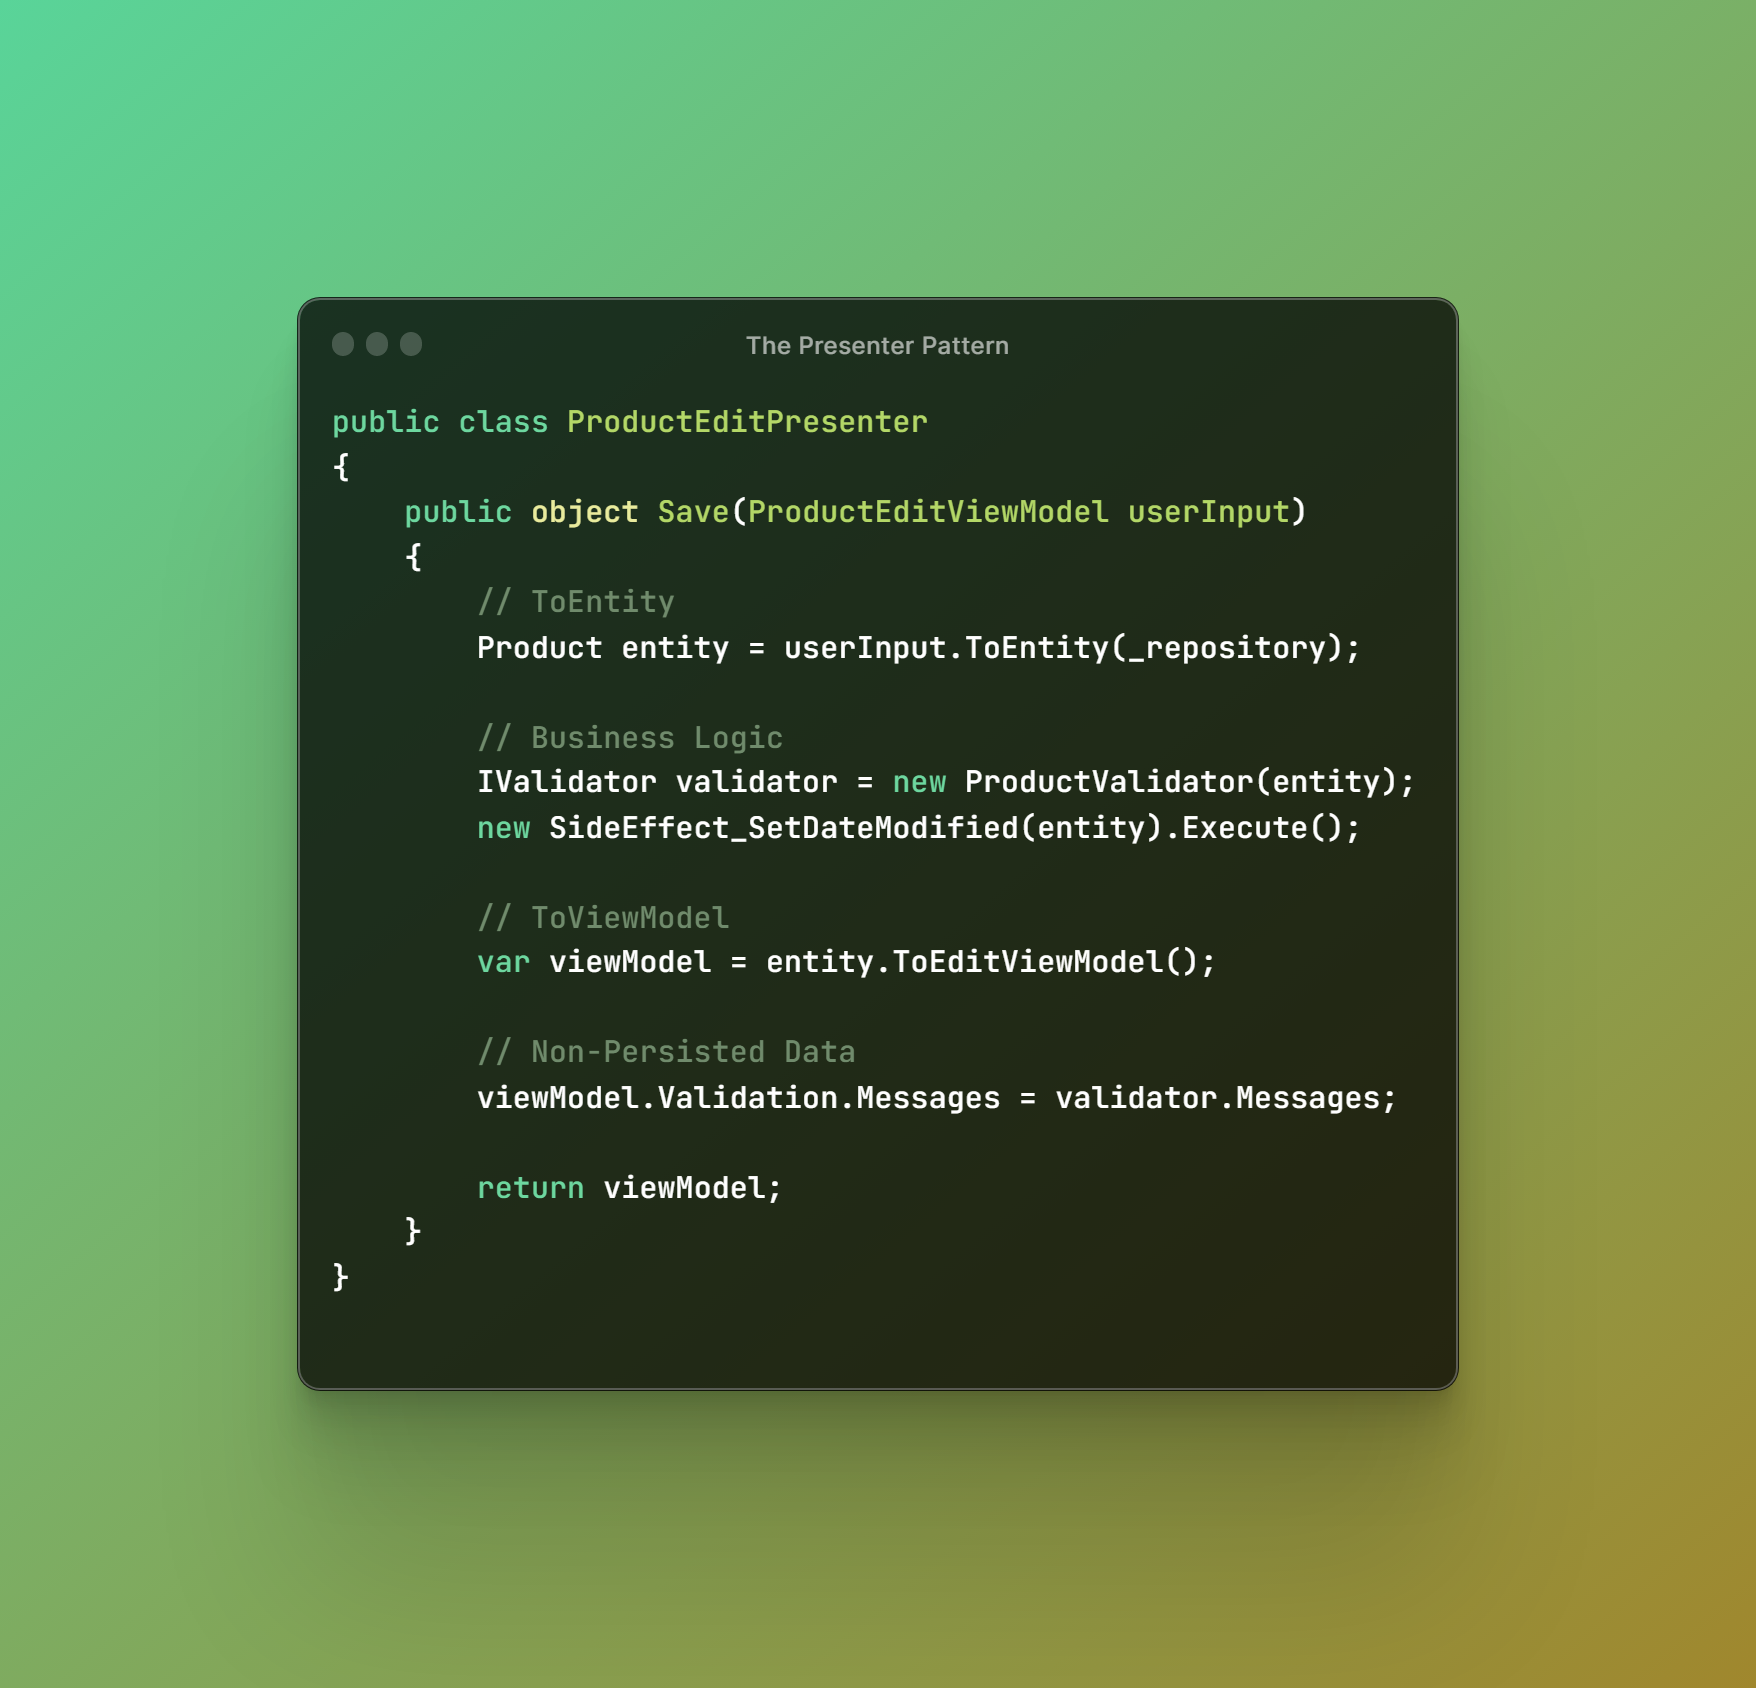 The Presenter Pattern
public class ProductEditPresenter
{
    public object Save(ProductEditViewModel userInput)
    {
        // ToEntity
        Product entity = userInput.ToEntity(_repository);

        // Business Logic
        IValidator validator = new ProductValidator(entity);
        new SideEffect_SetDateModified(entity).Execute();

        // ToViewModel
        var viewModel = entity.ToEditViewModel();

        // Non-Persisted Data
        viewModel.Validation.Messages = validator.Messages;

        return viewModel;
    }
}